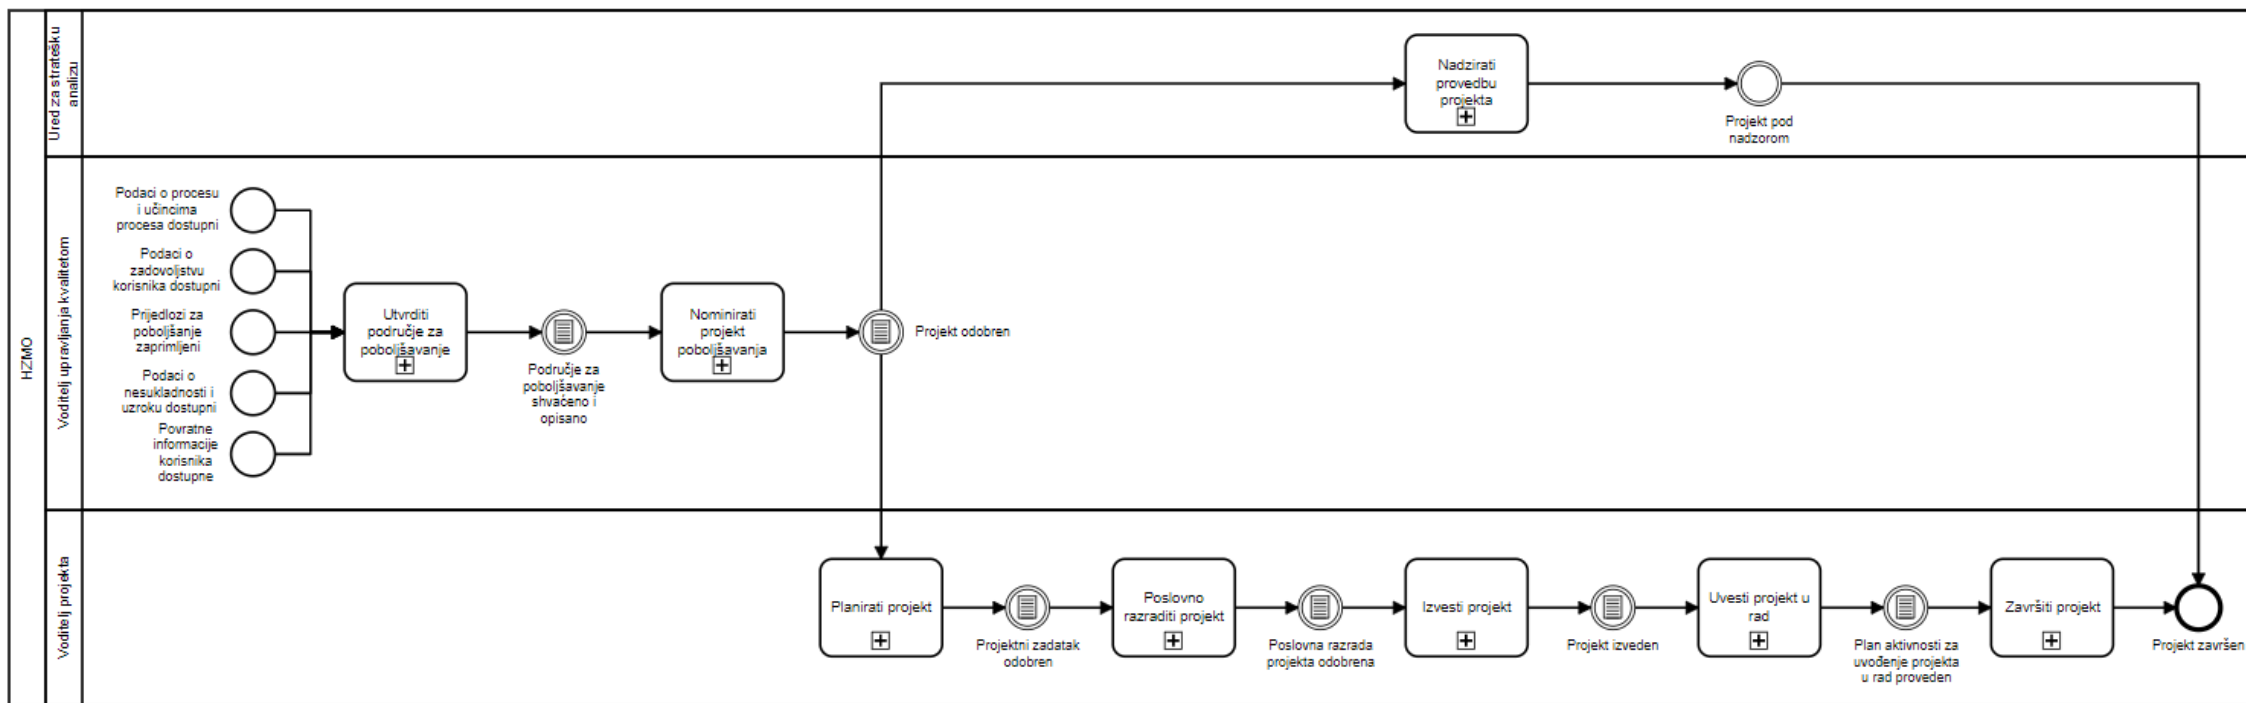 HZMO
Ured za stratešku
analizu
Nadzirati
provedbu
projekta
Projekt pod
nadzorom
Voditelj upravljanja kvalitetom
Podaci o procesu
i učincima
procesa dostupni
Podaci o
zadovoljstvu
korisnika dostupni
Prijedlozi za
poboljšanje
zaprimljeni
Podaci o
nesukladnosti i
uzroku dostupni
Povratne
informacije
korisnika
dostupne
Utvrditi
područje za
poboljšavanje
Područje za
poboljšavanje
shvaćeno i
opisano
Nominirati
projekt
poboljšavanja
Projekt odobren
Voditelj projekta
Planirati projekt
Projektni zadatak
odobren
Poslovno
razraditi projekt
Poslovna razrada
projekta odobrena
Izvesti projekt
Projekt izveden
Uvesti projekt u
rad
Plan aktivnosti za
uvođenje projekta
u rad proveden
Završiti projekt
Projekt završen